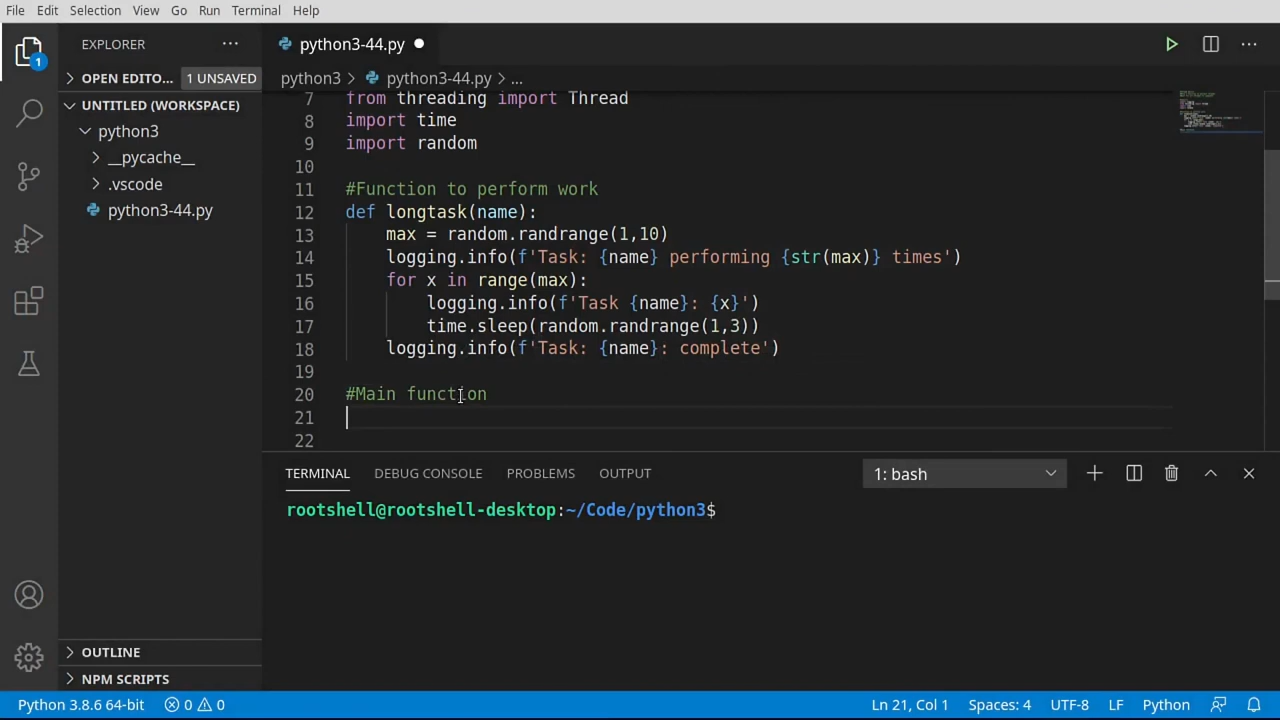 File Edit Selection View Go Run Terminal Help
EXPLORER ...
python3-44.py
OPEN EDITO... 1 UNSAVED
python3 > python3-44.py > ...
UNTITLED (WORKSPACE)
python3
__pycache__
.vscode
python3-44.py
1
7 from threading import Thread
8 import time
9 import random
10
11 #Function to perform work
12 def longtask(name):
13 max = random.randrange(1,10)
14 logging.info(f'Task: {name} performing {str(max)} times')
15 for x in range(max):
16 logging.info(f'Task {name}: {x}')
17 time.sleep(random.randrange(1,3))
18 logging.info(f'Task: {name}: complete')
19
20 #Main function
21
22
TERMINAL DEBUG CONSOLE PROBLEMS OUTPUT 1: bash
rootshell@rootshell-desktop:~/Code/python3$
OUTLINE
NPM SCRIPTS
Python 3.8.6 64-bit 0 0 Ln 21, Col 1 Spaces: 4 UTF-8 LF Python